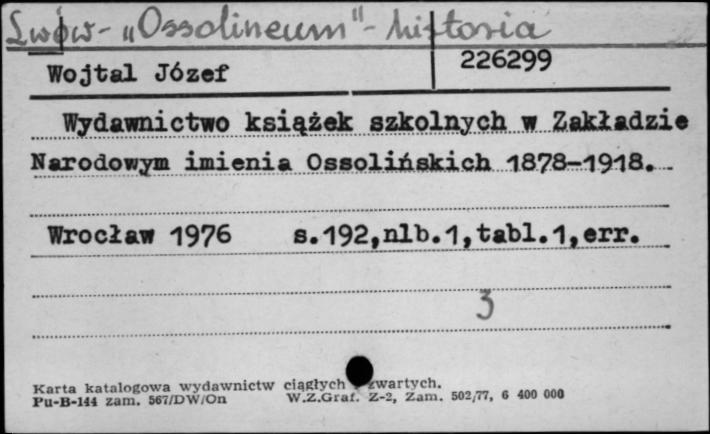 Lwów - „Ossolineum" - historia
Wojtal Józef 226299
Wydawnictwo książek szkolnych w Zakładzie
Narodowym imienia Ossolińskich 1878-1918.
Wrocław 1976 s.192,nlb.1,tabl.1,err.
3
Karta katalogowa wydawnictw ciągłych zwartych.
Pu-B-144 zam. 567/DW/On W.Z.Graf. Z-2, Zam. 502/77, 6 400 000